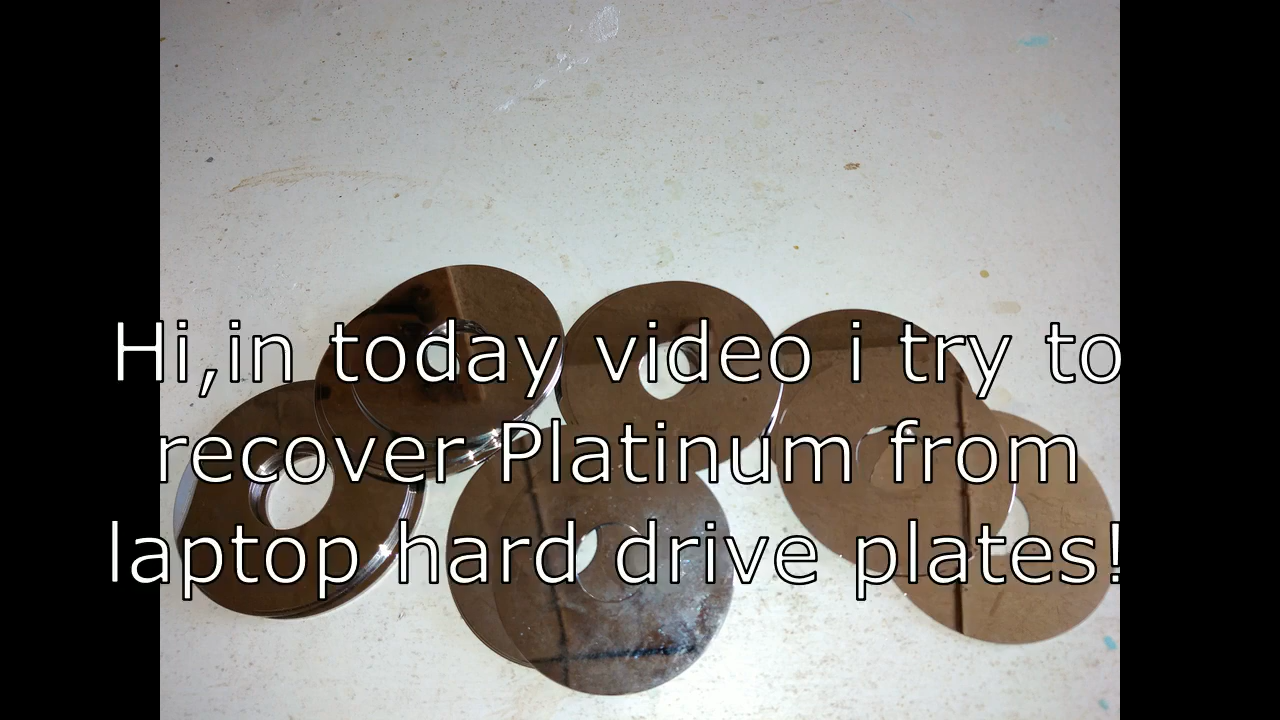 Hi,in today video i try to
recover Platinum from
laptop hard drive plates!